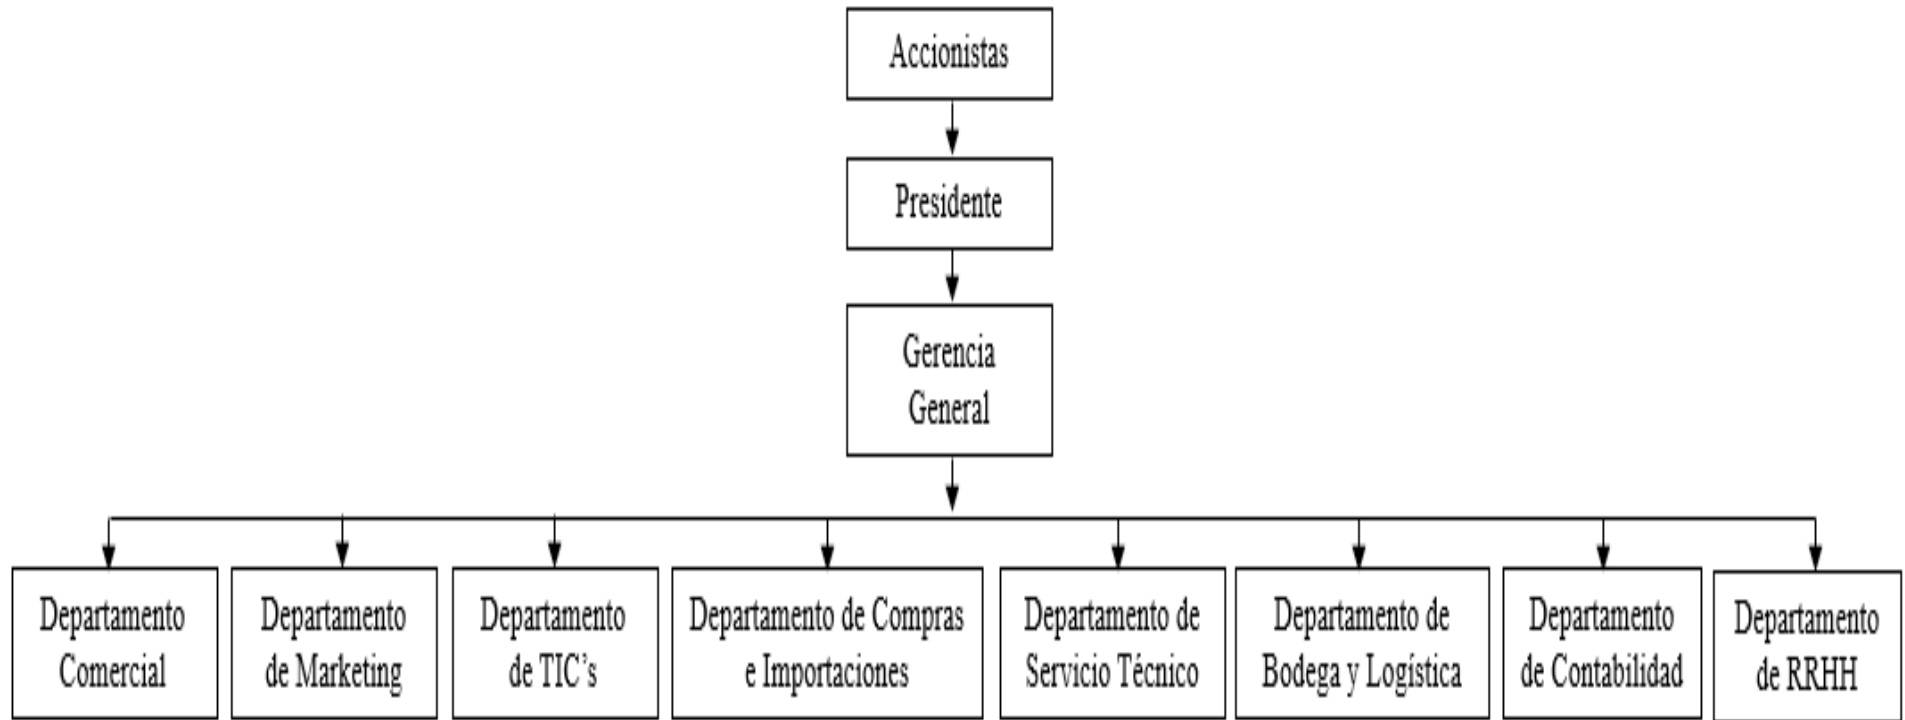 Accionistas
Presidente
Gerencia
General
Departamento
Comercial
Departamento
de Marketing
Departamento
de TIC’s
Departamento de Compras
e Importaciones
Departamento de
Servicio Técnico
Departamento de
Bodega y Logística
Departamento
de Contabilidad
Departamento
de RRHH